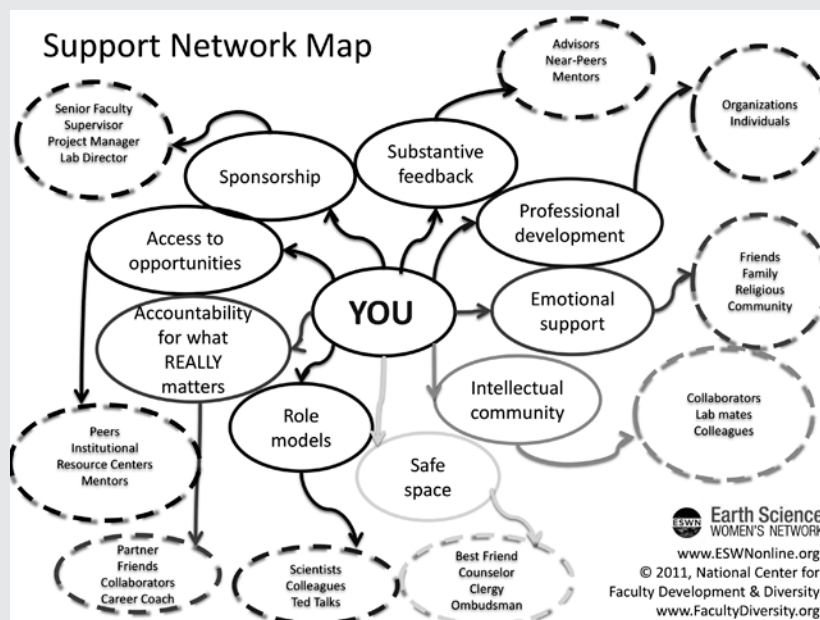 Support Network Map
Advisors
Near-Peers
Mentors
Organizations
Individuals
Senior Faculty
Supervisor
Project Manager
Lab Director
Sponsorship
Substantive
feedback
Professional
development
Access to
opportunities
Friends
Family
Religious
Community
Emotional
support
YOU
Accountability
for what
REALLY
matters
Intellectual
community
Collaborators
Lab mates
Colleagues
Role
models
Peers
Institutional
Resource Centers
Mentors
Safe
space
Partner
Friends
Collaborators
Career Coach
Scientists
Colleagues
Ted Talks
Best Friend
Counselor
Clergy
Ombudsman
ESWN
Earth Science
WOMEN'S NETWORK
www.ESWNonline.org
© 2011, National Center for
Faculty Development & Diversity
www.FacultyDiversity.org